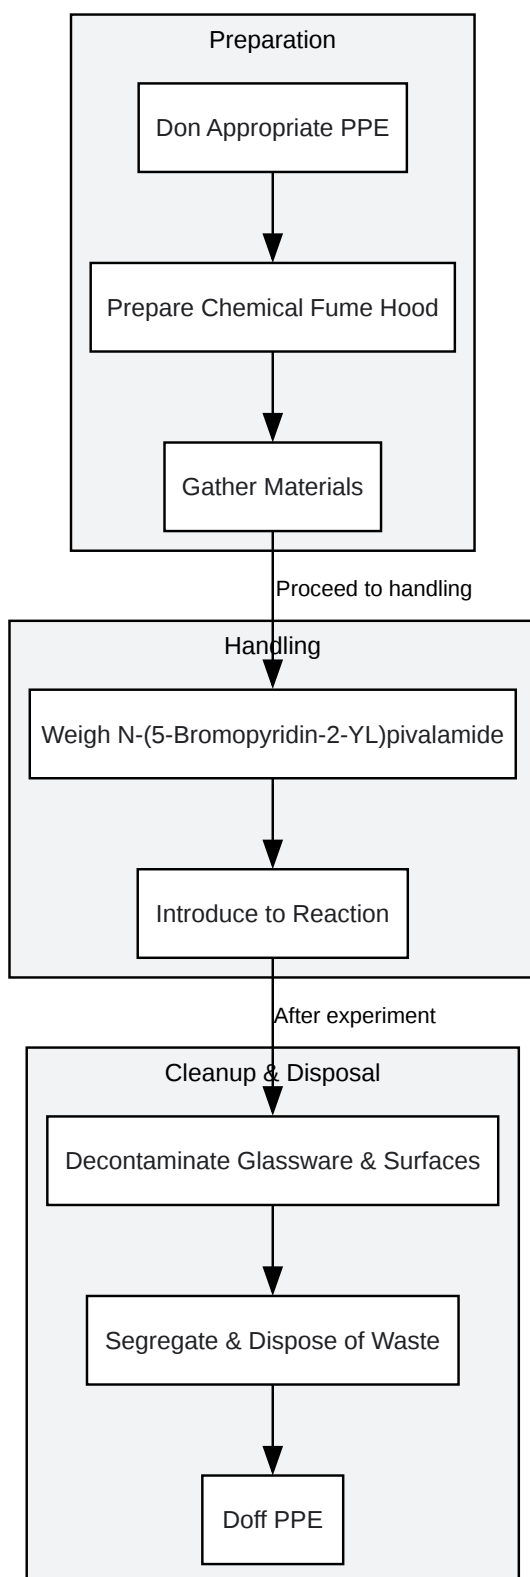 Preparation
Don Appropriate PPE
Prepare Chemical Fume Hood
Gather Materials
Proceed to handling
Handling
Weigh N-(5-Bromopyridin-2-YL)pivalamide
Introduce to Reaction
After experiment
Cleanup & Disposal
Decontaminate Glassware & Surfaces
Segregate & Dispose of Waste
Doff PPE